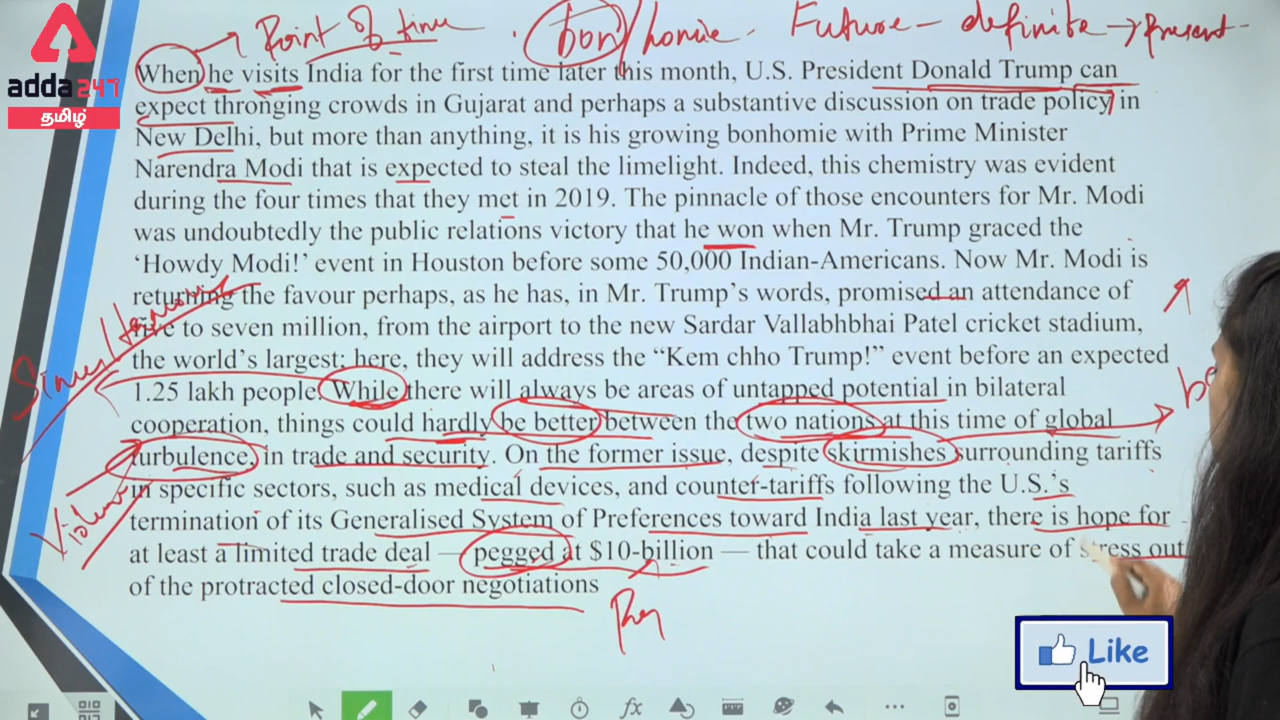 Point of time . bon/homie . Future - definite → Present -
adda247
தமிழ்
When he visits India for the first time later this month, U.S. President Donald Trump can
expect thronging crowds in Gujarat and perhaps a substantive discussion on trade policy in
New Delhi, but more than anything, it is his growing bonhomie with Prime Minister
Narendra Modi that is expected to steal the limelight. Indeed, this chemistry was evident
during the four times that they met in 2019. The pinnacle of those encounters for Mr. Modi
was undoubtedly the public relations victory that he won when Mr. Trump graced the
‘Howdy Modi!’ event in Houston before some 50,000 Indian-Americans. Now Mr. Modi is
returning the favour perhaps, as he has, in Mr. Trump’s words, promised an attendance of
five to seven million, from the airport to the new Sardar Vallabhbhai Patel cricket stadium,
the world’s largest; here, they will address the “Kem chho Trump!” event before an expected
1.25 lakh people. While there will always be areas of untapped potential in bilateral
cooperation, things could hardly be better between the two nations at this time of global
turbulence, in trade and security. On the former issue, despite skirmishes surrounding tariffs
in specific sectors, such as medical devices, and counter-tariffs following the U.S.’s
termination of its Generalised System of Preferences toward India last year, there is hope for
at least a limited trade deal — pegged at $10-billion — that could take a measure of stress out
of the protracted closed-door negotiations
Like